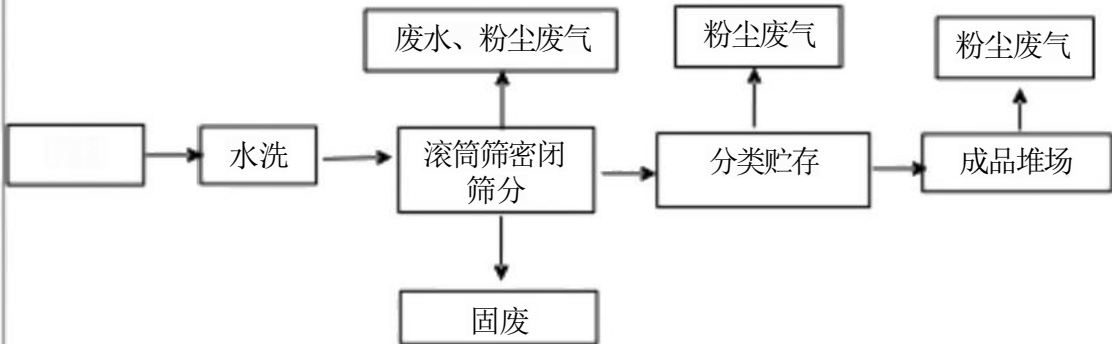 废水、粉尘废气
粉尘废气
粉尘废气
水洗
滚筒筛密闭
筛分
分类贮存
成品堆场
固废